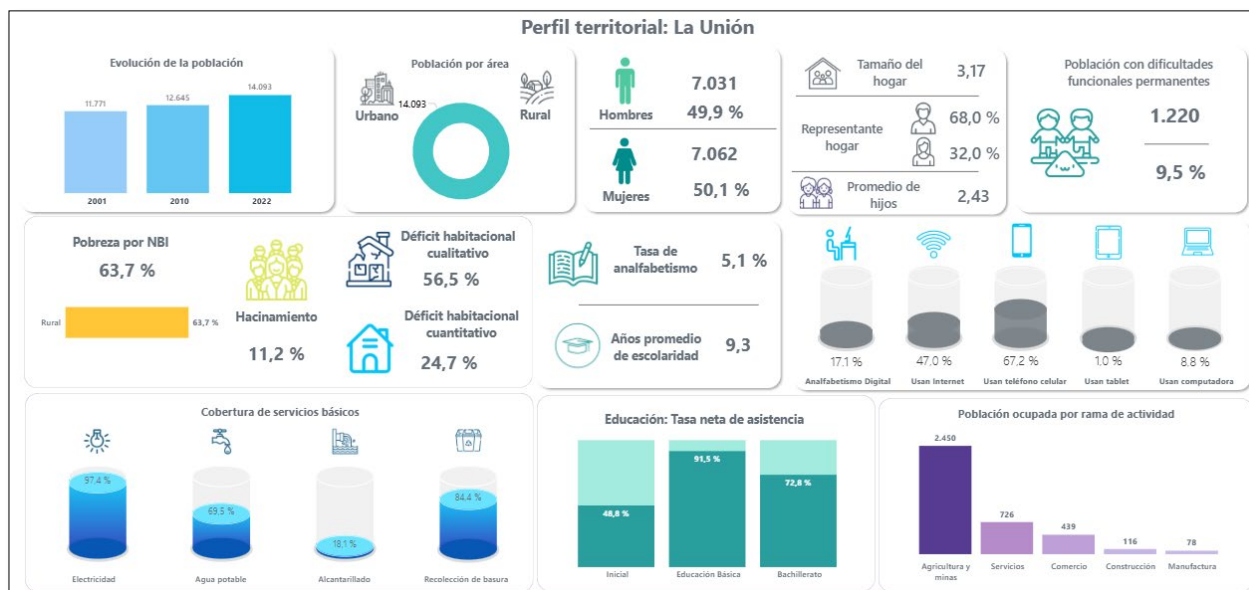 Perfil territorial: La Unión
Evolución de la población
11.771
12.645
14.093
2001
2010
2022
Población por área
Urbano
14.093
Rural
7.031
49,9 %
Hombres
7.062
50,1 %
Mujeres
Tamaño del
hogar
3,17
Representante
hogar
68,0 %
32,0 %
Promedio de
hijos
2,43
Población con dificultades
funcionales permanentes
1.220
9,5 %
Pobreza por NBI
63,7 %
Rural
63,7 %
Hacinamiento
11,2 %
Déficit habitacional
cualitativo
56,5 %
Déficit habitacional
cuantitativo
24,7 %
Tasa de
analfabetismo
5,1 %
Años promedio
de escolaridad
9,3
17.1 %
47.0 %
67.2 %
1.0 %
8.8 %
Analfabetismo Digital
Usan Internet
Usan teléfono celular
Usan tablet
Usan computadora
Cobertura de servicios básicos
97,4 %
69,5 %
18,1 %
84,4 %
Electricidad
Agua potable
Alcantarillado
Recolección de basura
Educación: Tasa neta de asistencia
48,8 %
91,5 %
72,8 %
Inicial
Educación Básica
Bachillerato
Población ocupada por rama de actividad
2.450
726
439
116
78
Agricultura y
minas
Servicios
Comercio
Construcción
Manufactura